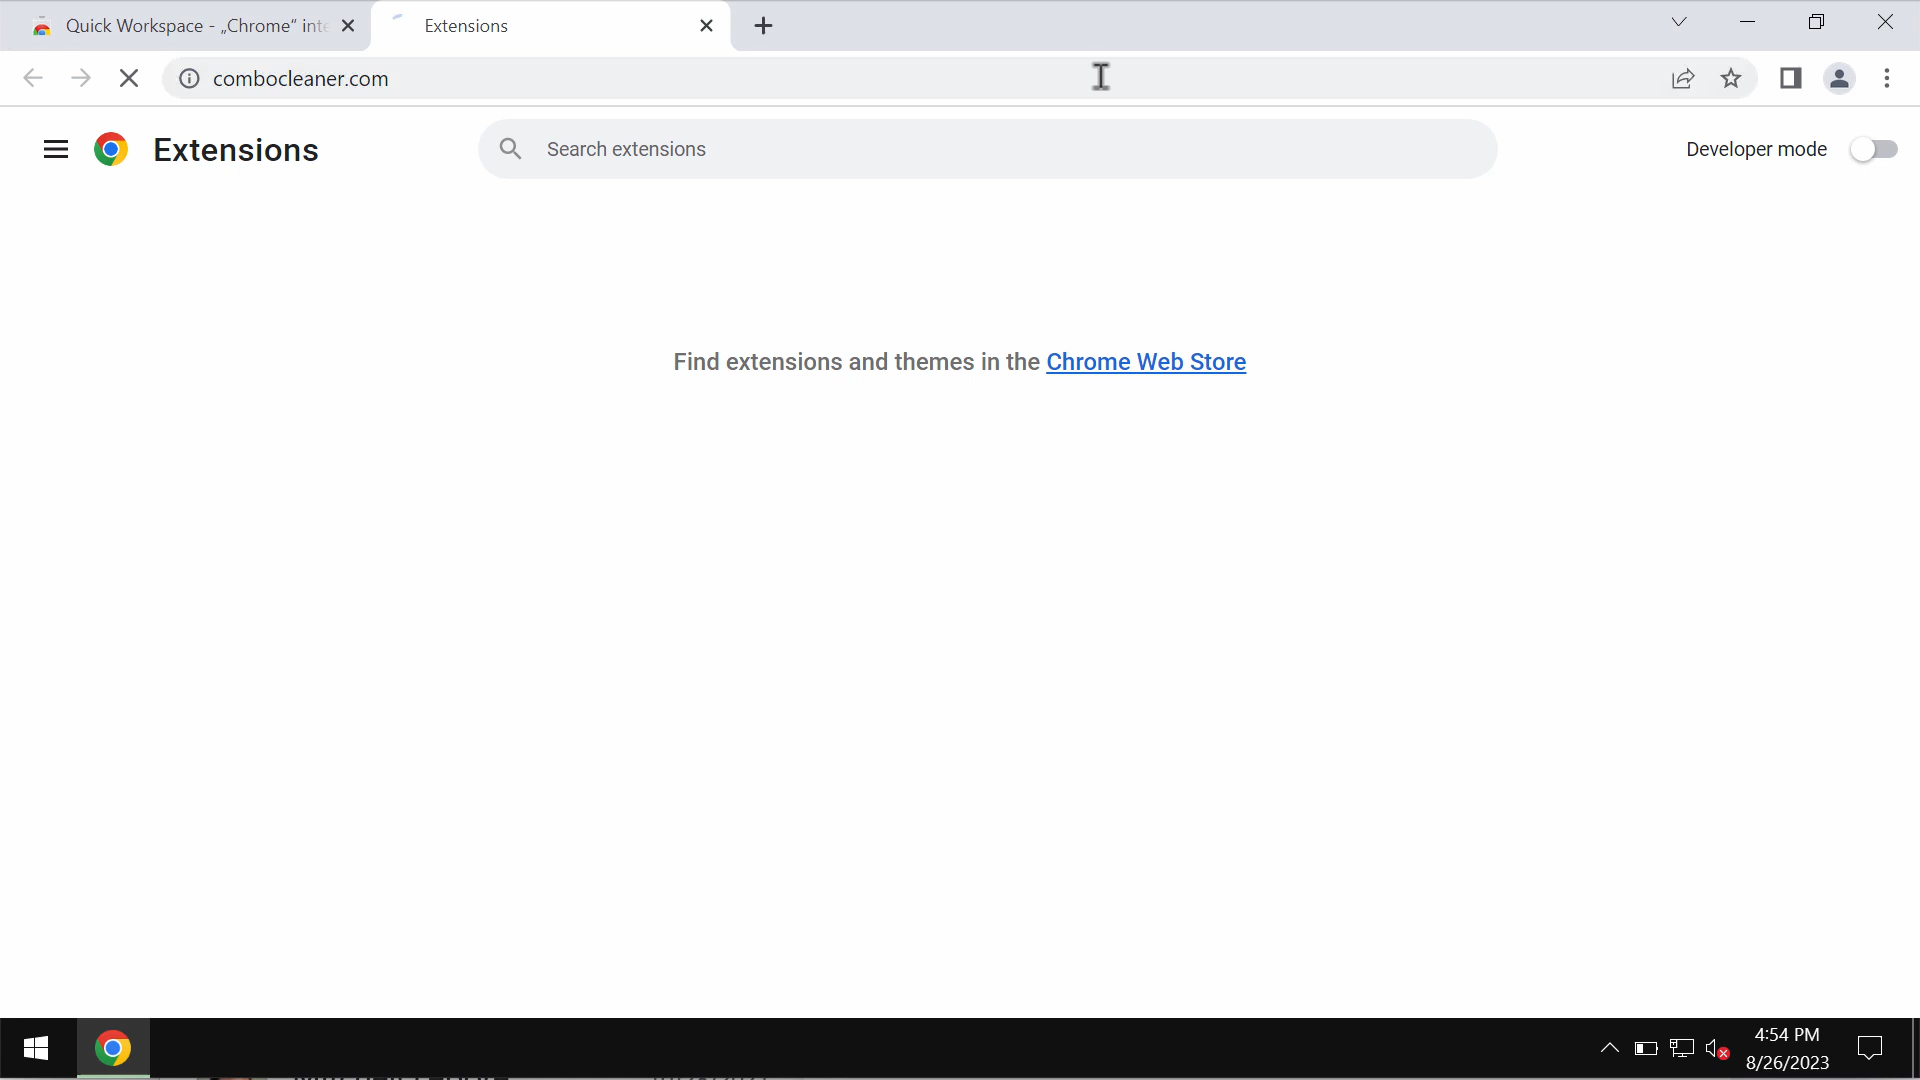 Quick Workspace - „Chrome“ inte
Extensions
combocleaner.com
Extensions
Search extensions
Developer mode
Find extensions and themes in the Chrome Web Store
4:54 PM
8/26/2023